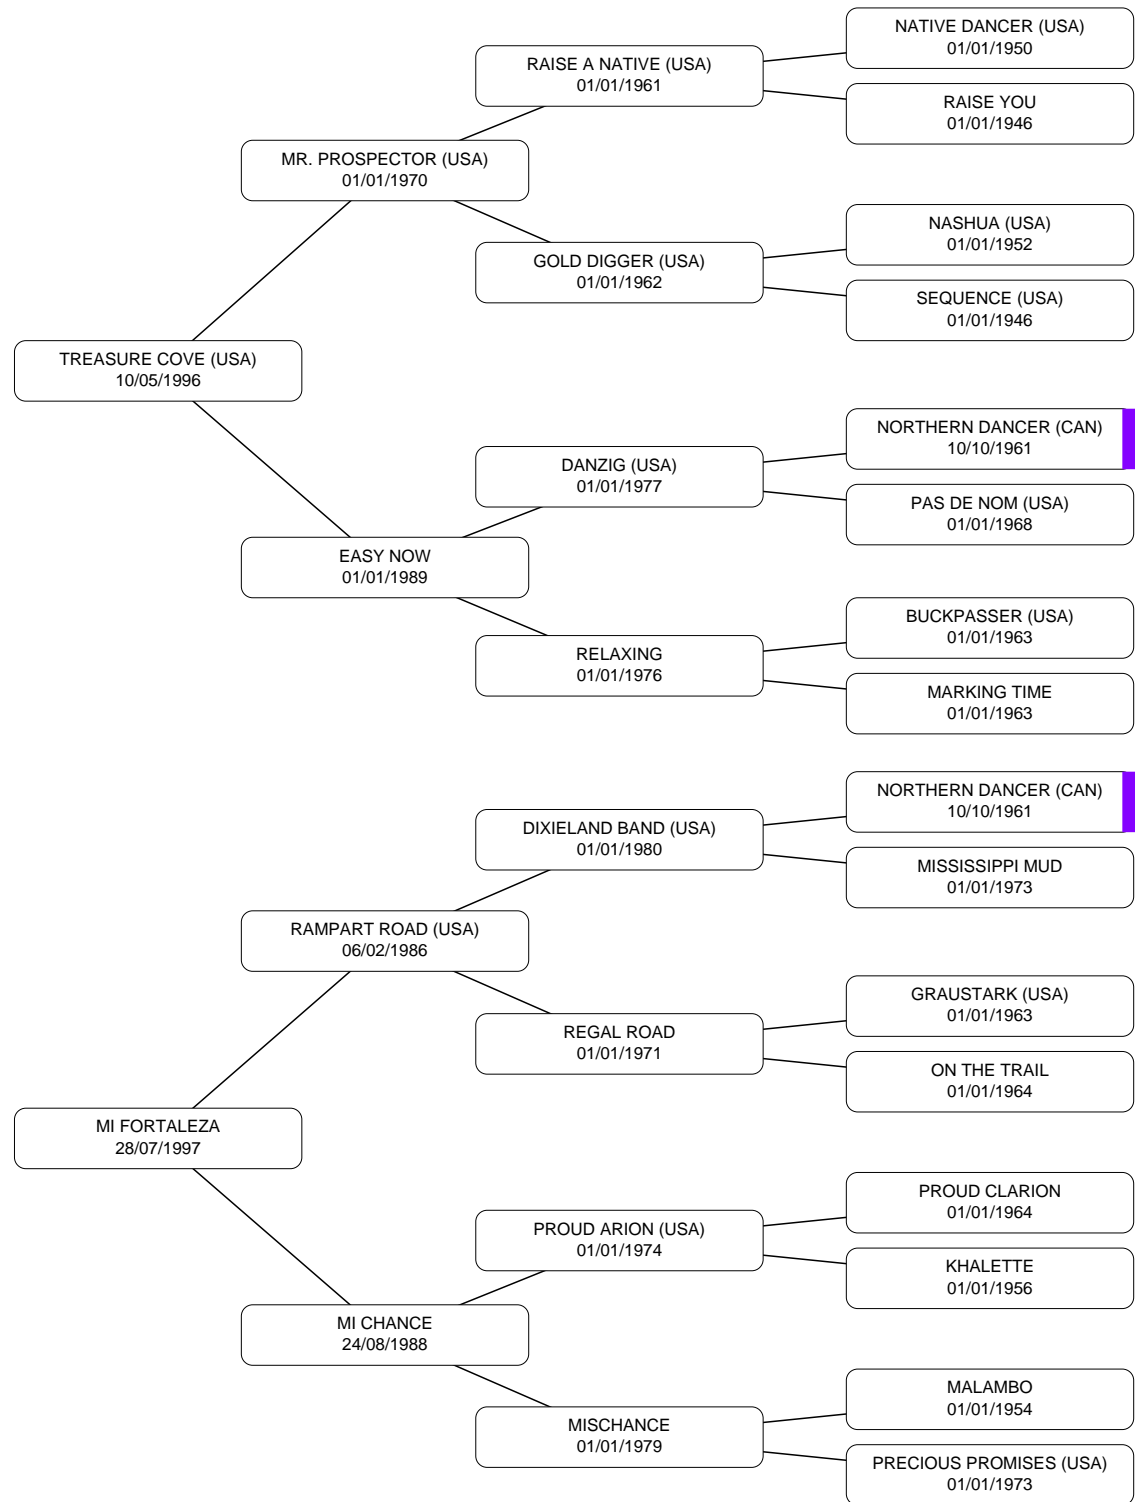 NATIVE DANCER (USA)
01/01/1950
RAISE A NATIVE (USA)
01/01/1961
RAISE YOU
01/01/1946
MR. PROSPECTOR (USA)
01/01/1970
NASHUA (USA)
01/01/1952
GOLD DIGGER (USA)
01/01/1962
SEQUENCE (USA)
01/01/1946
TREASURE COVE (USA)
10/05/1996
NORTHERN DANCER (CAN)
10/10/1961
DANZIG (USA)
01/01/1977
PAS DE NOM (USA)
01/01/1968
EASY NOW
01/01/1989
BUCKPASSER (USA)
01/01/1963
RELAXING
01/01/1976
MARKING TIME
01/01/1963
NORTHERN DANCER (CAN)
10/10/1961
DIXIELAND BAND (USA)
01/01/1980
MISSISSIPPI MUD
01/01/1973
RAMPART ROAD (USA)
06/02/1986
GRAUSTARK (USA)
01/01/1963
REGAL ROAD
01/01/1971
ON THE TRAIL
01/01/1964
MI FORTALEZA
28/07/1997
PROUD CLARION
01/01/1964
PROUD ARION (USA)
01/01/1974
KHALETTE
01/01/1956
MI CHANCE
24/08/1988
MALAMBO
01/01/1954
MISCHANCE
01/01/1979
PRECIOUS PROMISES (USA)
01/01/1973